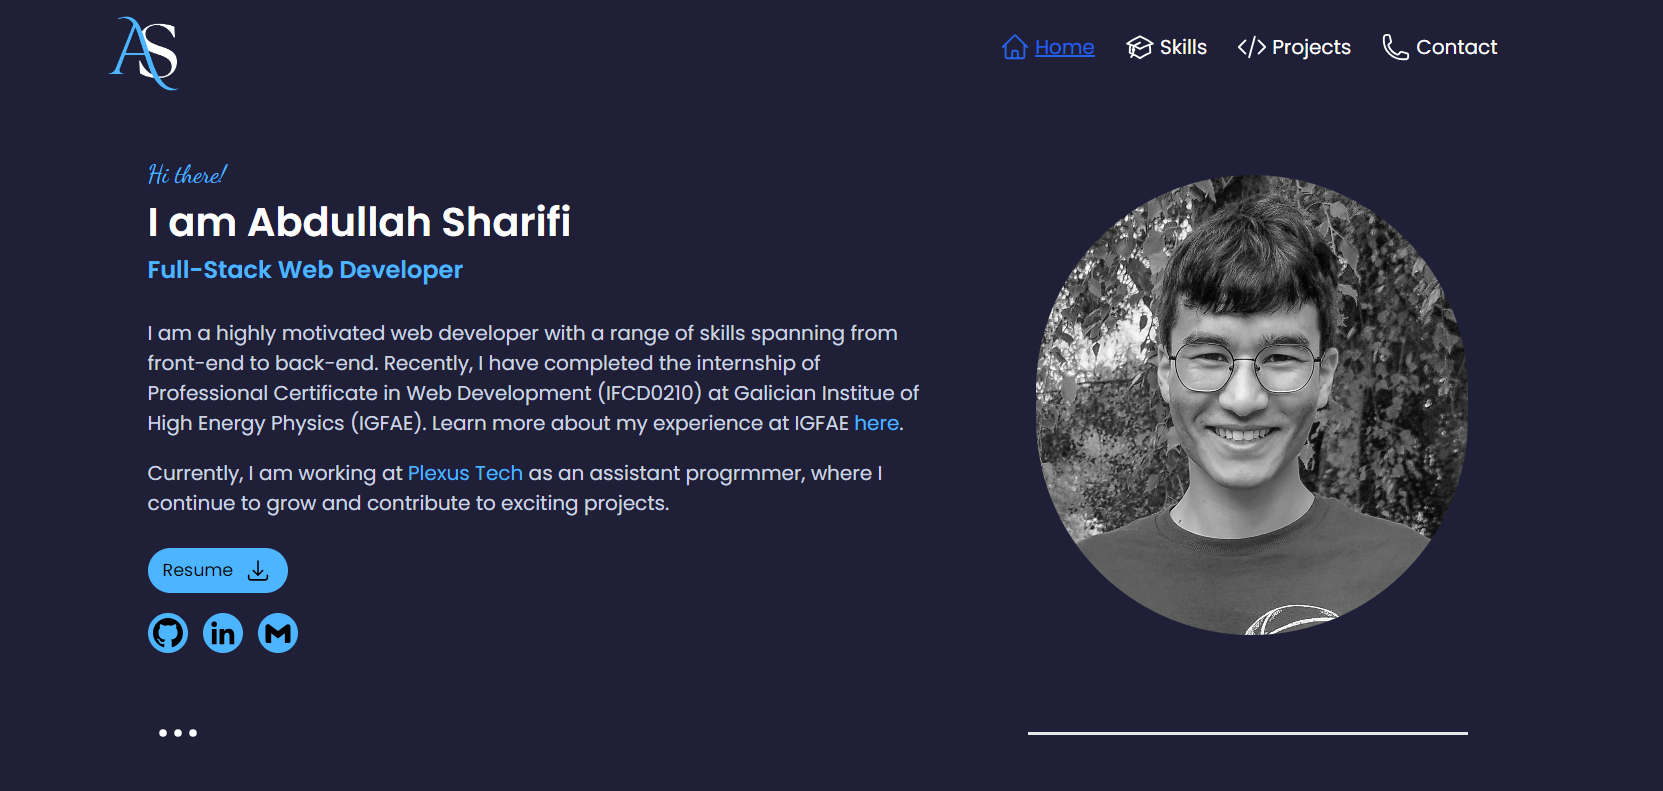 AS
Home Skills </> Projects Contact
Hi there!
I am Abdullah Sharifi
Full-Stack Web Developer
I am a highly motivated web developer with a range of skills spanning from
front-end to back-end. Recently, I have completed the internship of
Professional Certificate in Web Development (IFCD0210) at Galician Institue of
High Energy Physics (IGFAE). Learn more about my experience at IGFAE here.
Currently, I am working at Plexus Tech as an assistant progrmmer, where I
continue to grow and contribute to exciting projects.
Resume
in M